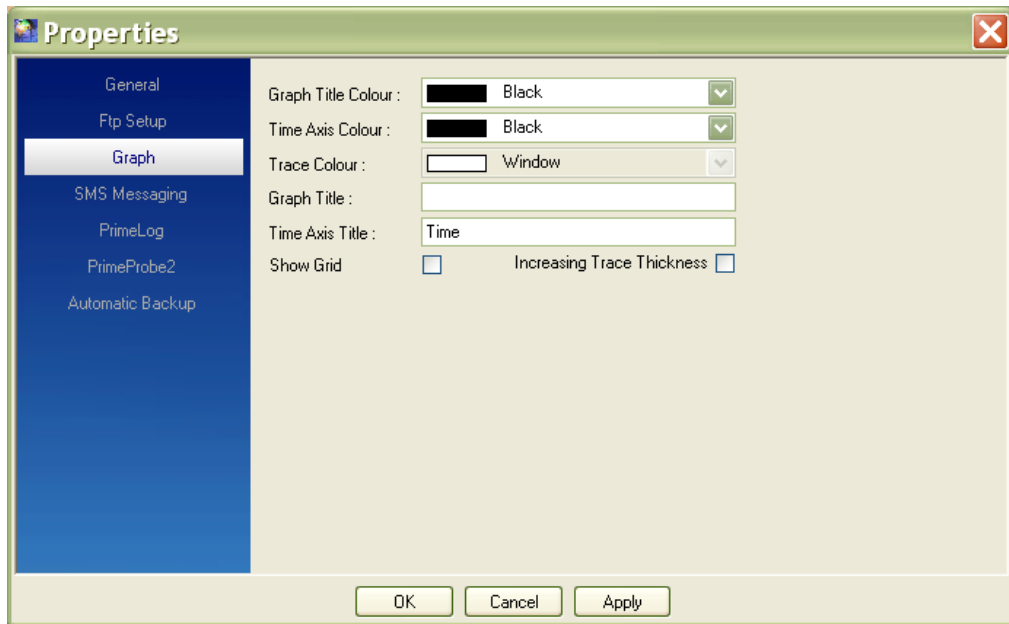 Properties
General
Ftp Setup
Graph
SMS Messaging
PrimeLog
PrimeProbe2
Automatic Backup
Graph Title Colour : Black
Time Axis Colour : Black
Trace Colour : Window
Graph Title :
Time Axis Title : Time
Show Grid Increasing Trace Thickness
OK Cancel Apply